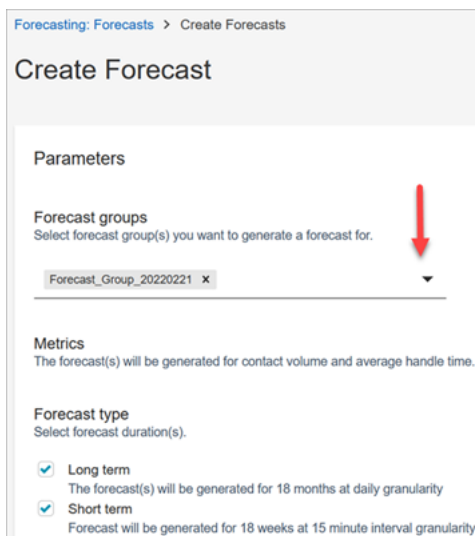 Forecasting: Forecasts > Create Forecasts
Create Forecast
Parameters
Forecast groups
Select forecast group(s) you want to generate a forecast for.
Forecast_Group_20220221 ×
Metrics
The forecast(s) will be generated for contact volume and average handle time.
Forecast type
Select forecast duration(s).
Long term
The forecast(s) will be generated for 18 months at daily granularity
Short term
Forecast will be generated for 18 weeks at 15 minute interval granularity